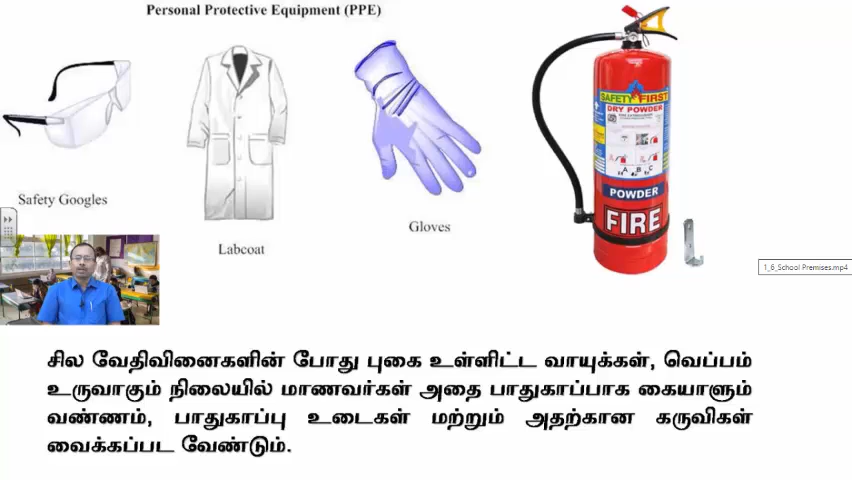 Personal Protective Equipment (PPE)
SAFETY FIRST
DRY POWDER
A B C
POWDER
FIRE
Safety Googles
Labcoat
Gloves
1_6_School Premises.mp4
சில வேதிவினைகளின் போது புகை உள்ளிட்ட வாயுக்கள், வெப்பம்
உருவாகும் நிலையில் மாணவர்கள் அதை பாதுகாப்பாக கையாளும்
வண்ணம், பாதுகாப்பு உடைகள் மற்றும் அதற்கான கருவிகள்
வைக்கப்பட வேண்டும்.